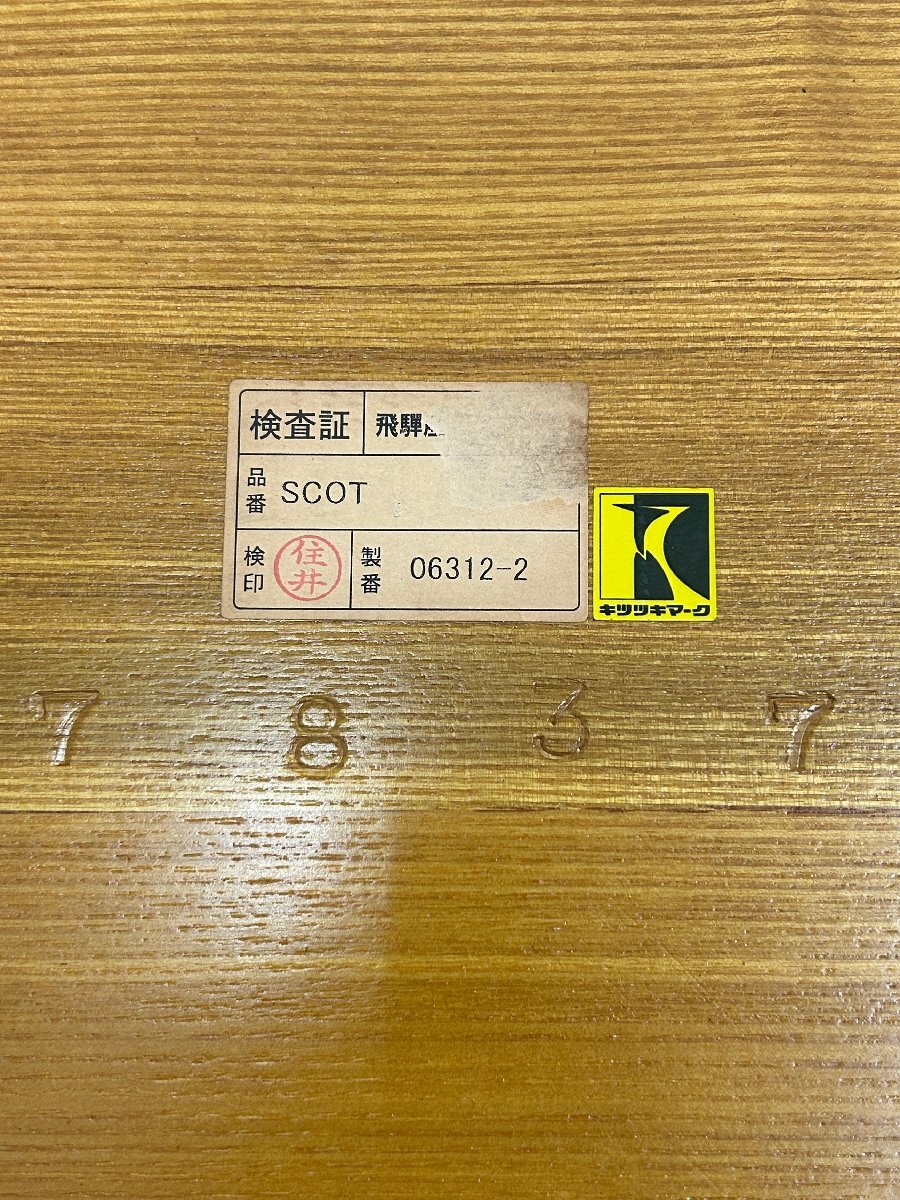 検査証 飛騨
品番 SCOT
検印 住井 製番 06312-2
キツツキマーク
7 8 3 7